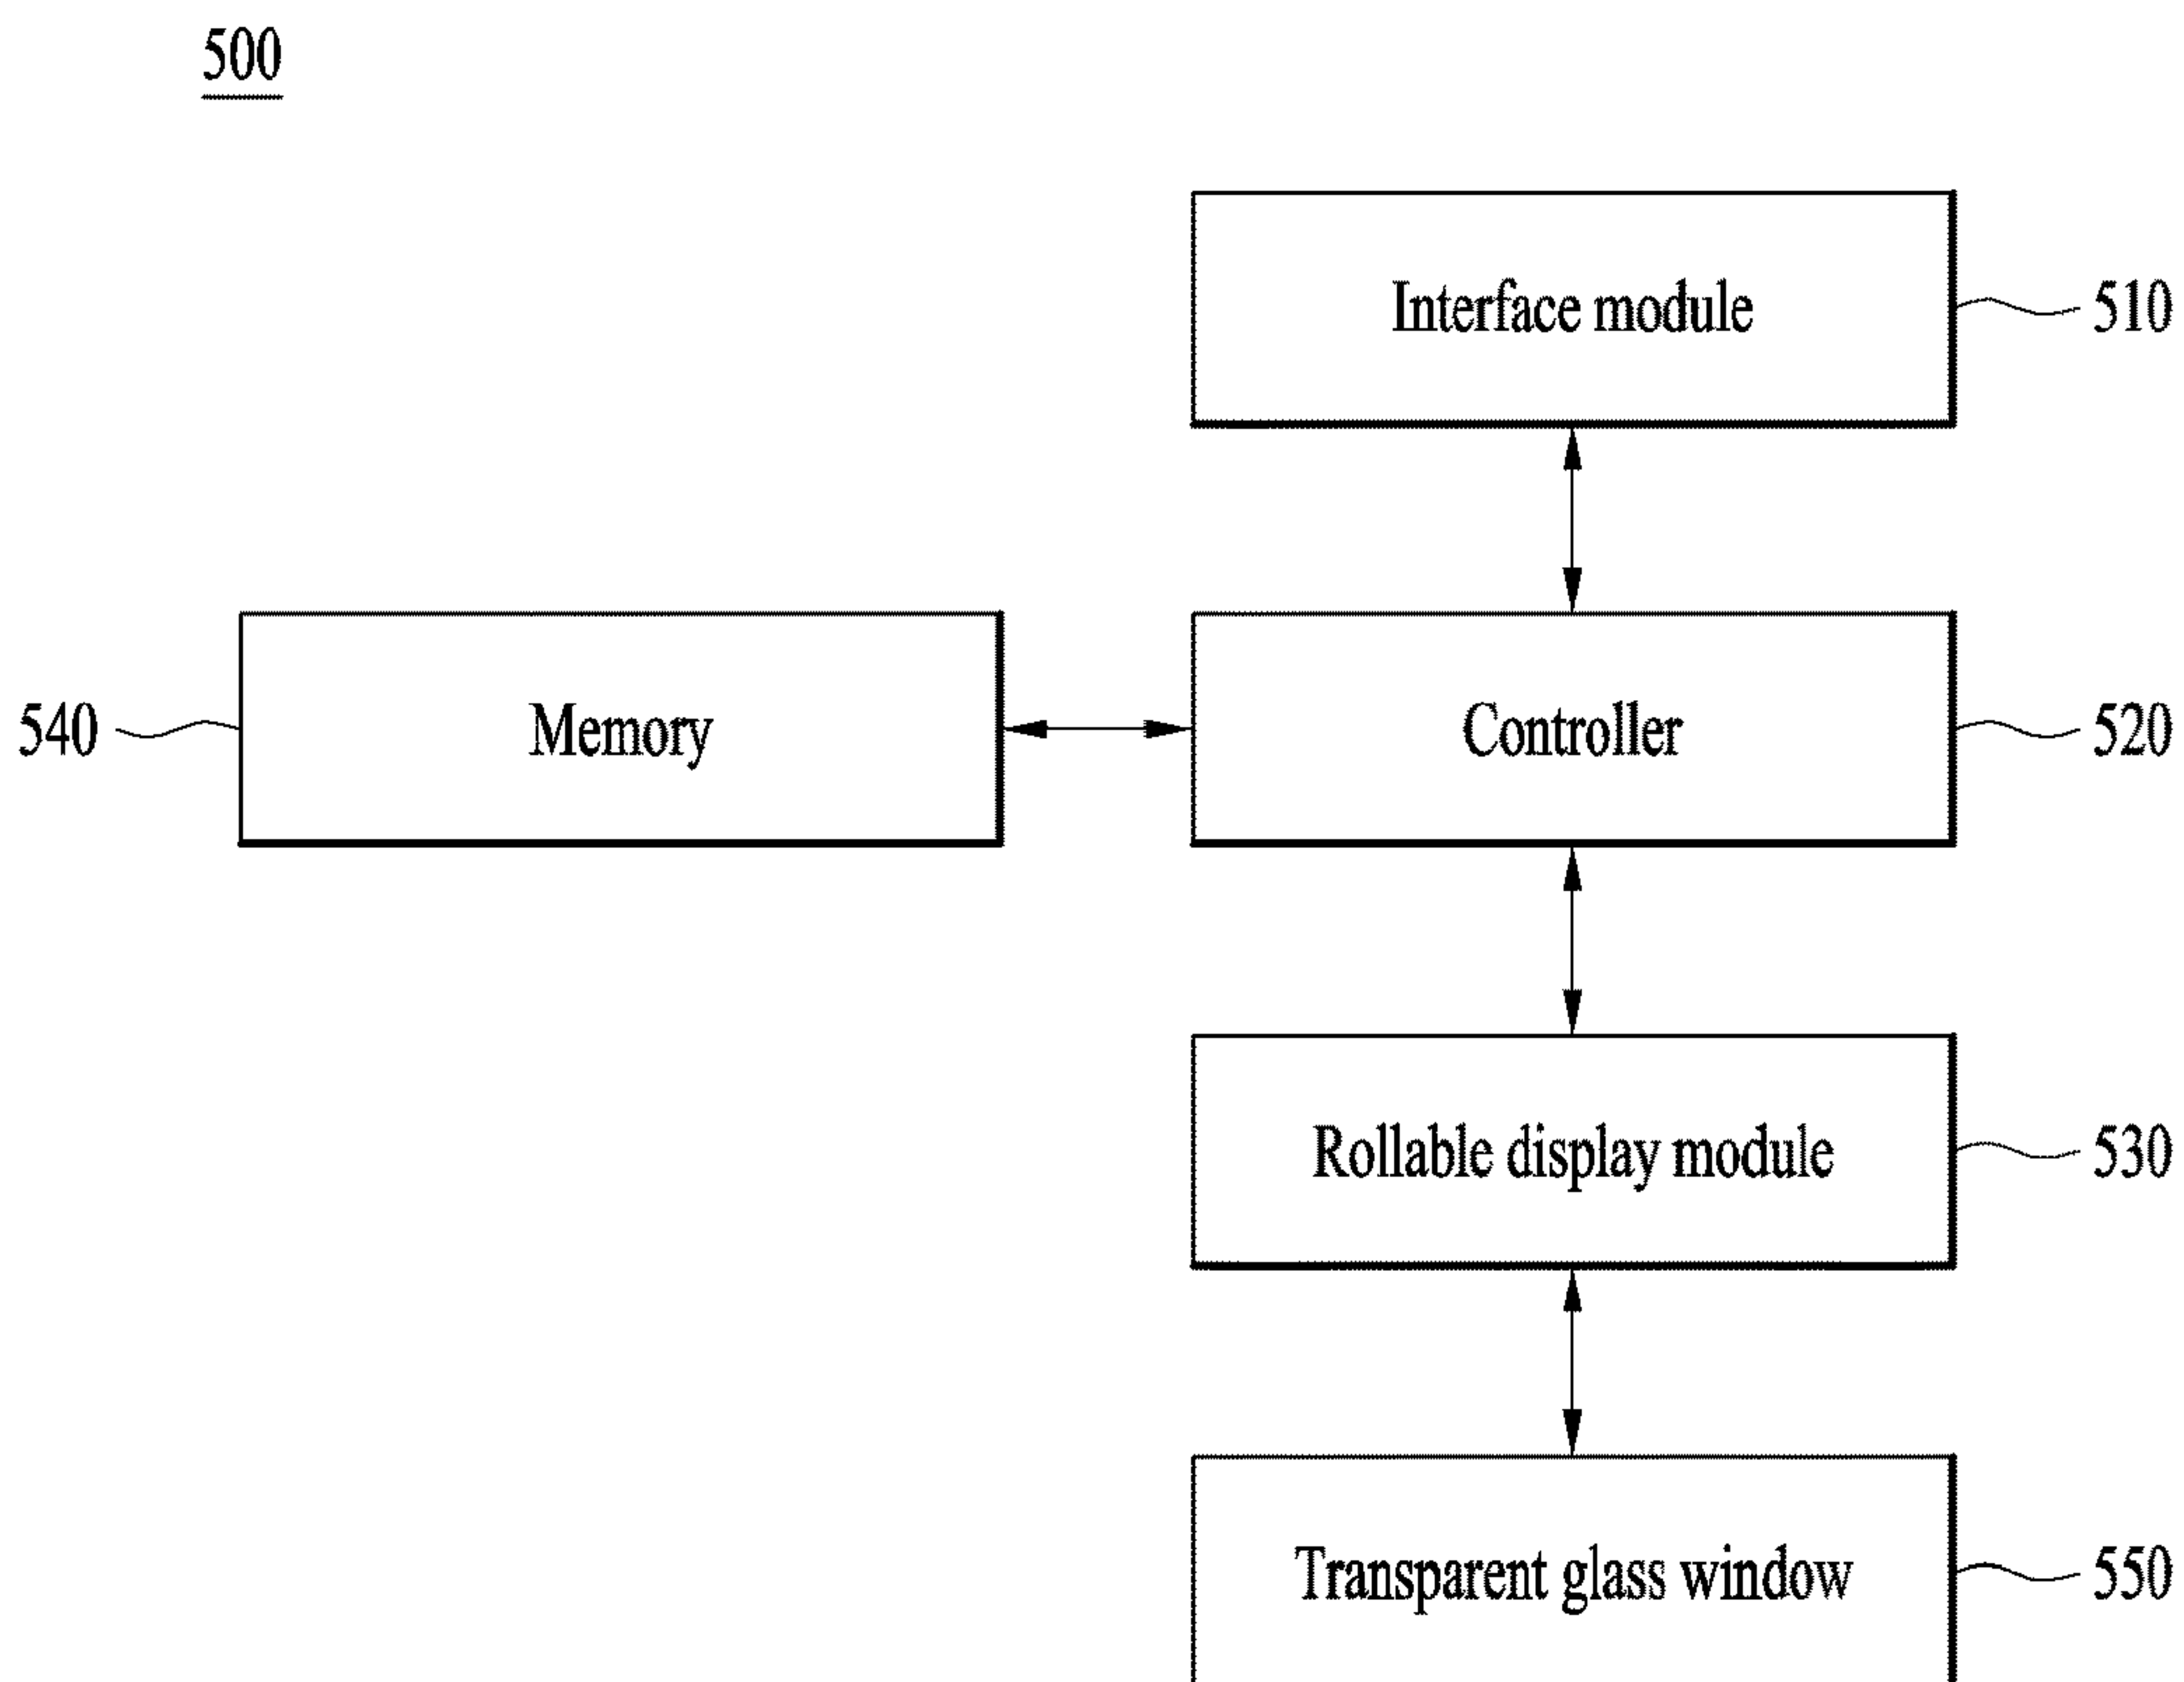 500
Interface module
510
540
Memory
Controller
520
Rollable display module
530
Transparent glass window
550